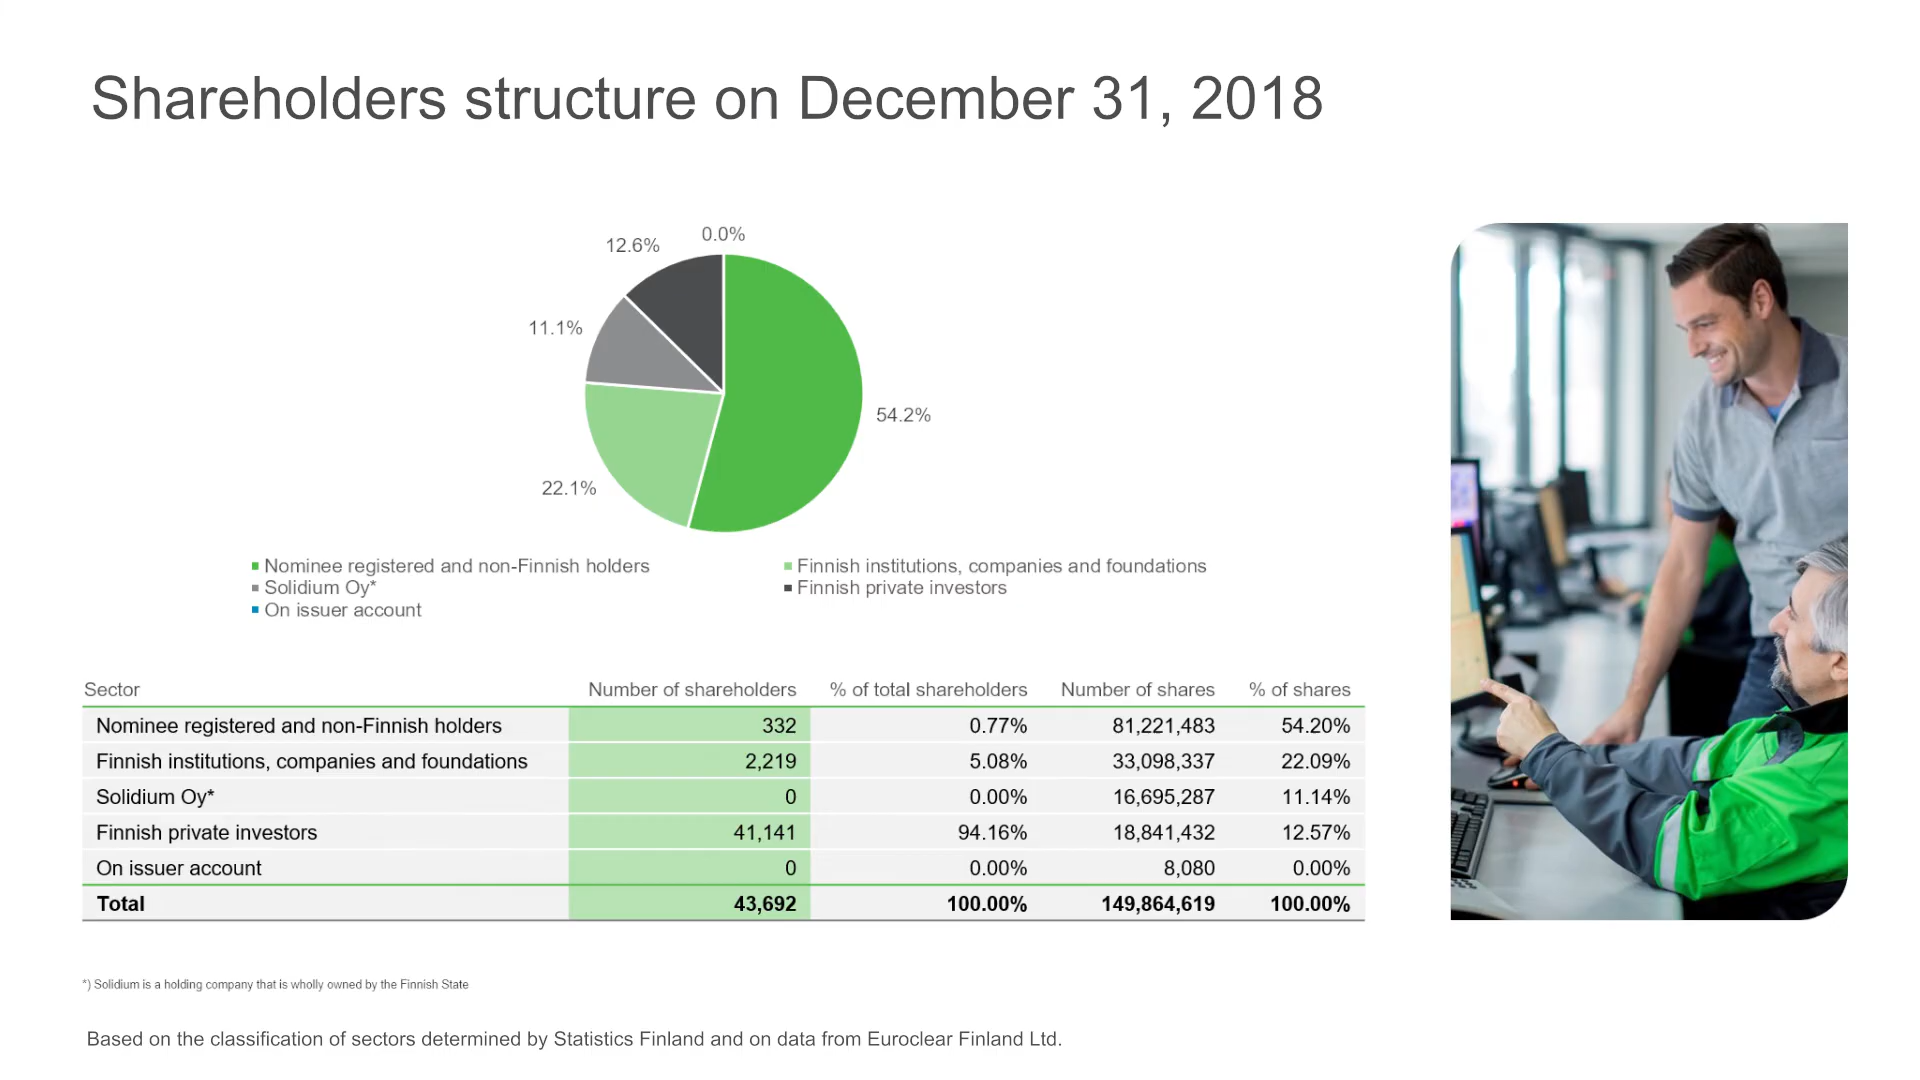 Shareholders structure on December 31, 2018
12.6%
0.0%
11.1%
54.2%
22.1%
Nominee registered and non-Finnish holders
Finnish institutions, companies and foundations
Solidium Oy*
Finnish private investors
On issuer account
Sector Number of shareholders % of total shareholders Number of shares % of shares
Nominee registered and non-Finnish holders 332 0.77% 81,221,483 54.20%
Finnish institutions, companies and foundations 2,219 5.08% 33,098,337 22.09%
Solidium Oy* 0 0.00% 16,695,287 11.14%
Finnish private investors 41,141 94.16% 18,841,432 12.57%
On issuer account 0 0.00% 8,080 0.00%
Total 43,692 100.00% 149,864,619 100.00%
*) Solidium is a holding company that is wholly owned by the Finnish State
Based on the classification of sectors determined by Statistics Finland and on data from Euroclear Finland Ltd.